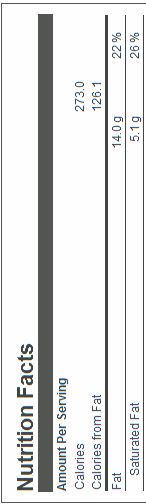 Nutrition Facts
Amount Per Serving
Calories 273.0
Calories from Fat 126.1
Fat 14.0 g 22 %
Saturated Fat 5.1 g 26 %